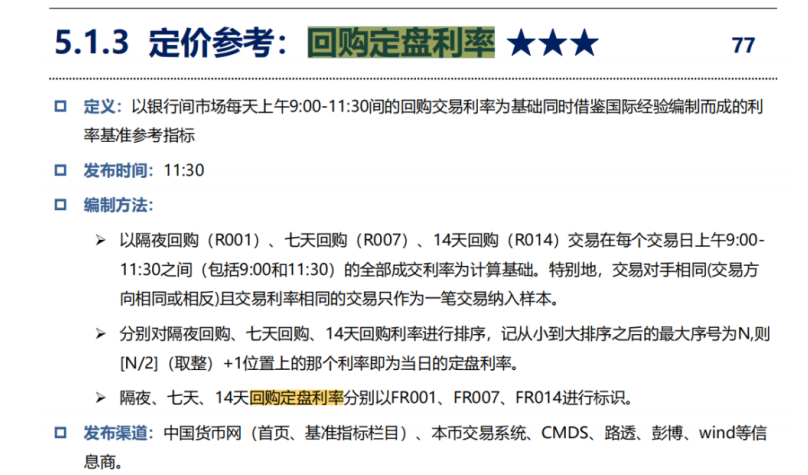 5.1.3 定价参考：回购定盘利率 ★★★ 77
定义：以银行间市场每天上午9:00-11:30间的回购交易利率为基础同时借鉴国际经验编制而成的利
率基准参考指标
发布时间：11:30
编制方法：
以隔夜回购（R001）、七天回购（R007）、14天回购（R014）交易在每个交易日上午9:00-
11:30之间（包括9:00和11:30）的全部成交利率为计算基础。特别地，交易对手相同(交易方
向相同或相反)且交易利率相同的交易只作为一笔交易纳入样本。
分别对隔夜回购、七天回购、14天回购利率进行排序，记从小到大排序之后的最大序号为N,则
[N/2]（取整）+1位置上的那个利率即为当日的定盘利率。
隔夜、七天、14天回购定盘利率分别以FR001、FR007、FR014进行标识。
发布渠道：中国货币网（首页、基准指标栏目）、本币交易系统、CMDS、路透、彭博、wind等信
息商。